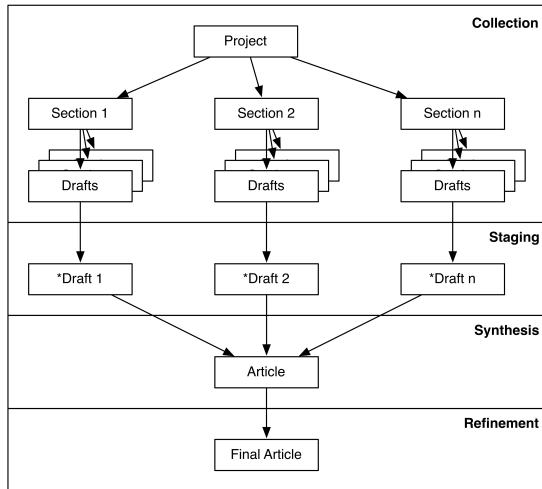 Collection
Project
Section 1
Section 2
Section n
Drafts
Drafts
Drafts
Staging
*Draft 1
*Draft 2
*Draft n
Synthesis
Article
Refinement
Final Article